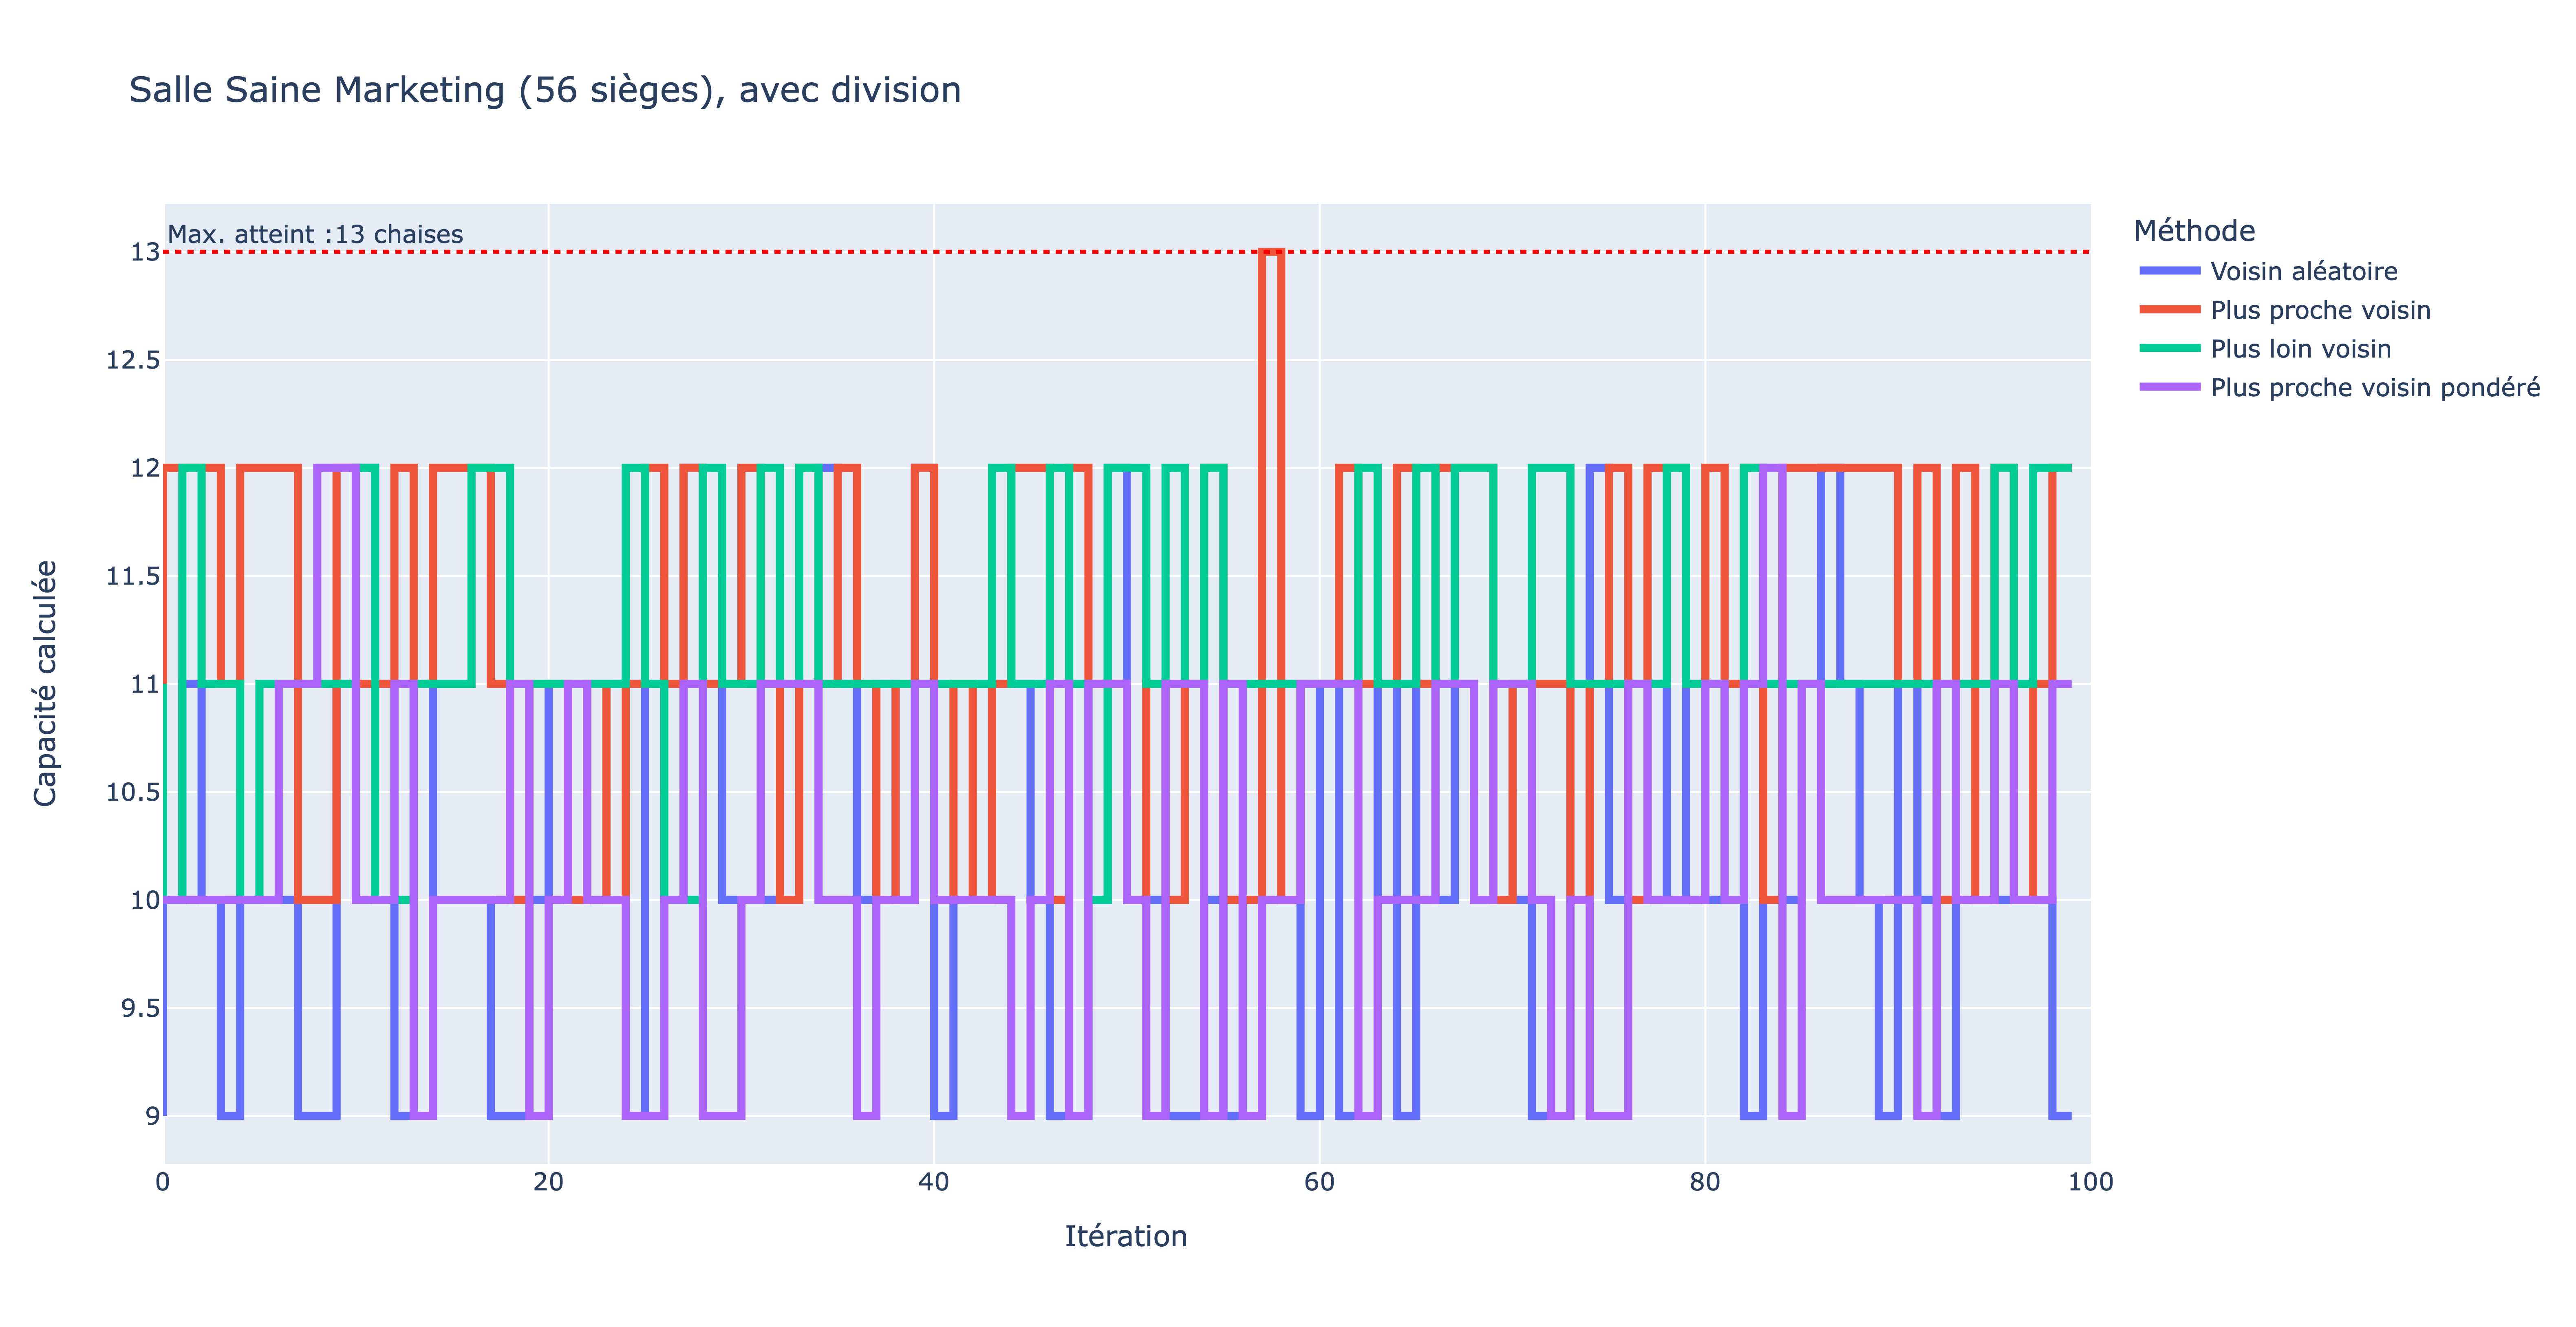 Salle Saine Marketing (56 sièges), avec division
Max. atteint :13 chaises
13
12.5
12
11.5
11
10.5
10
9.5
9
Capacité calculée
0
20
40
60
80
100
Itération
Méthode
Voisin aléatoire
Plus proche voisin
Plus loin voisin
Plus proche voisin pondéré